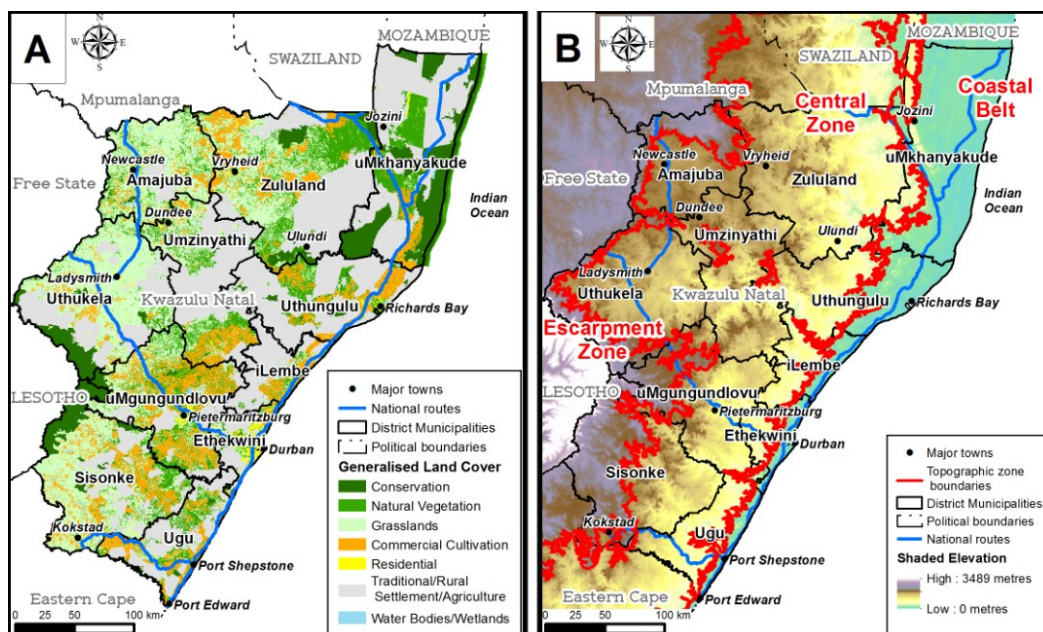 A
N
W
E
S
MOZAMBIQUE
SWAZILAND
Mpumalanga
Jozini
uMkhanyakude
Newcastle
Vryheid
Amajuba
Zululand
Free State
Dundee
Indian
Ocean
Umzinyathi
Ulundi
Ladysmith
Uthukela
Kwazulu Natal
Uthungulu
Richards Bay
iLembe
LESOTHO
uMgungundlovu
Pietermaritzburg
Ethekwini
Durban
Sisonke
Kokstad
Ugu
Port Shepstone
Eastern Cape
Port Edward
0 50 100 km
25
Major towns
National routes
District Municipalities
Political boundaries
Generalised Land Cover
Conservation
Natural Vegetation
Grasslands
Commercial Cultivation
Residential
Traditional/Rural
Settlement/Agriculture
Water Bodies/Wetlands
B
N
W
E
S
MOZAMBIQUE
SWAZILAND
Mpumalanga
Central
Zone
Coastal
Belt
Jozini
uMkhanyakude
Newcastle
Vryheid
Amajuba
Zululand
Free State
Dundee
Indian
Ocean
Umzinyathi
Ulundi
Ladysmith
Uthukela
Kwazulu Natal
Uthungulu
Richards Bay
Escarpment
Zone
iLembe
LESOTHO
uMgungundlovu
Pietermaritzburg
Ethekwini
Durban
Sisonke
Kokstad
Ugu
Port Shepstone
Eastern Cape
Port Edward
0 25 50 100 km
Major towns
Topographic zone
boundaries
District Municipalities
Political boundaries
National routes
Shaded Elevation
High : 3489 metres
Low : 0 metres